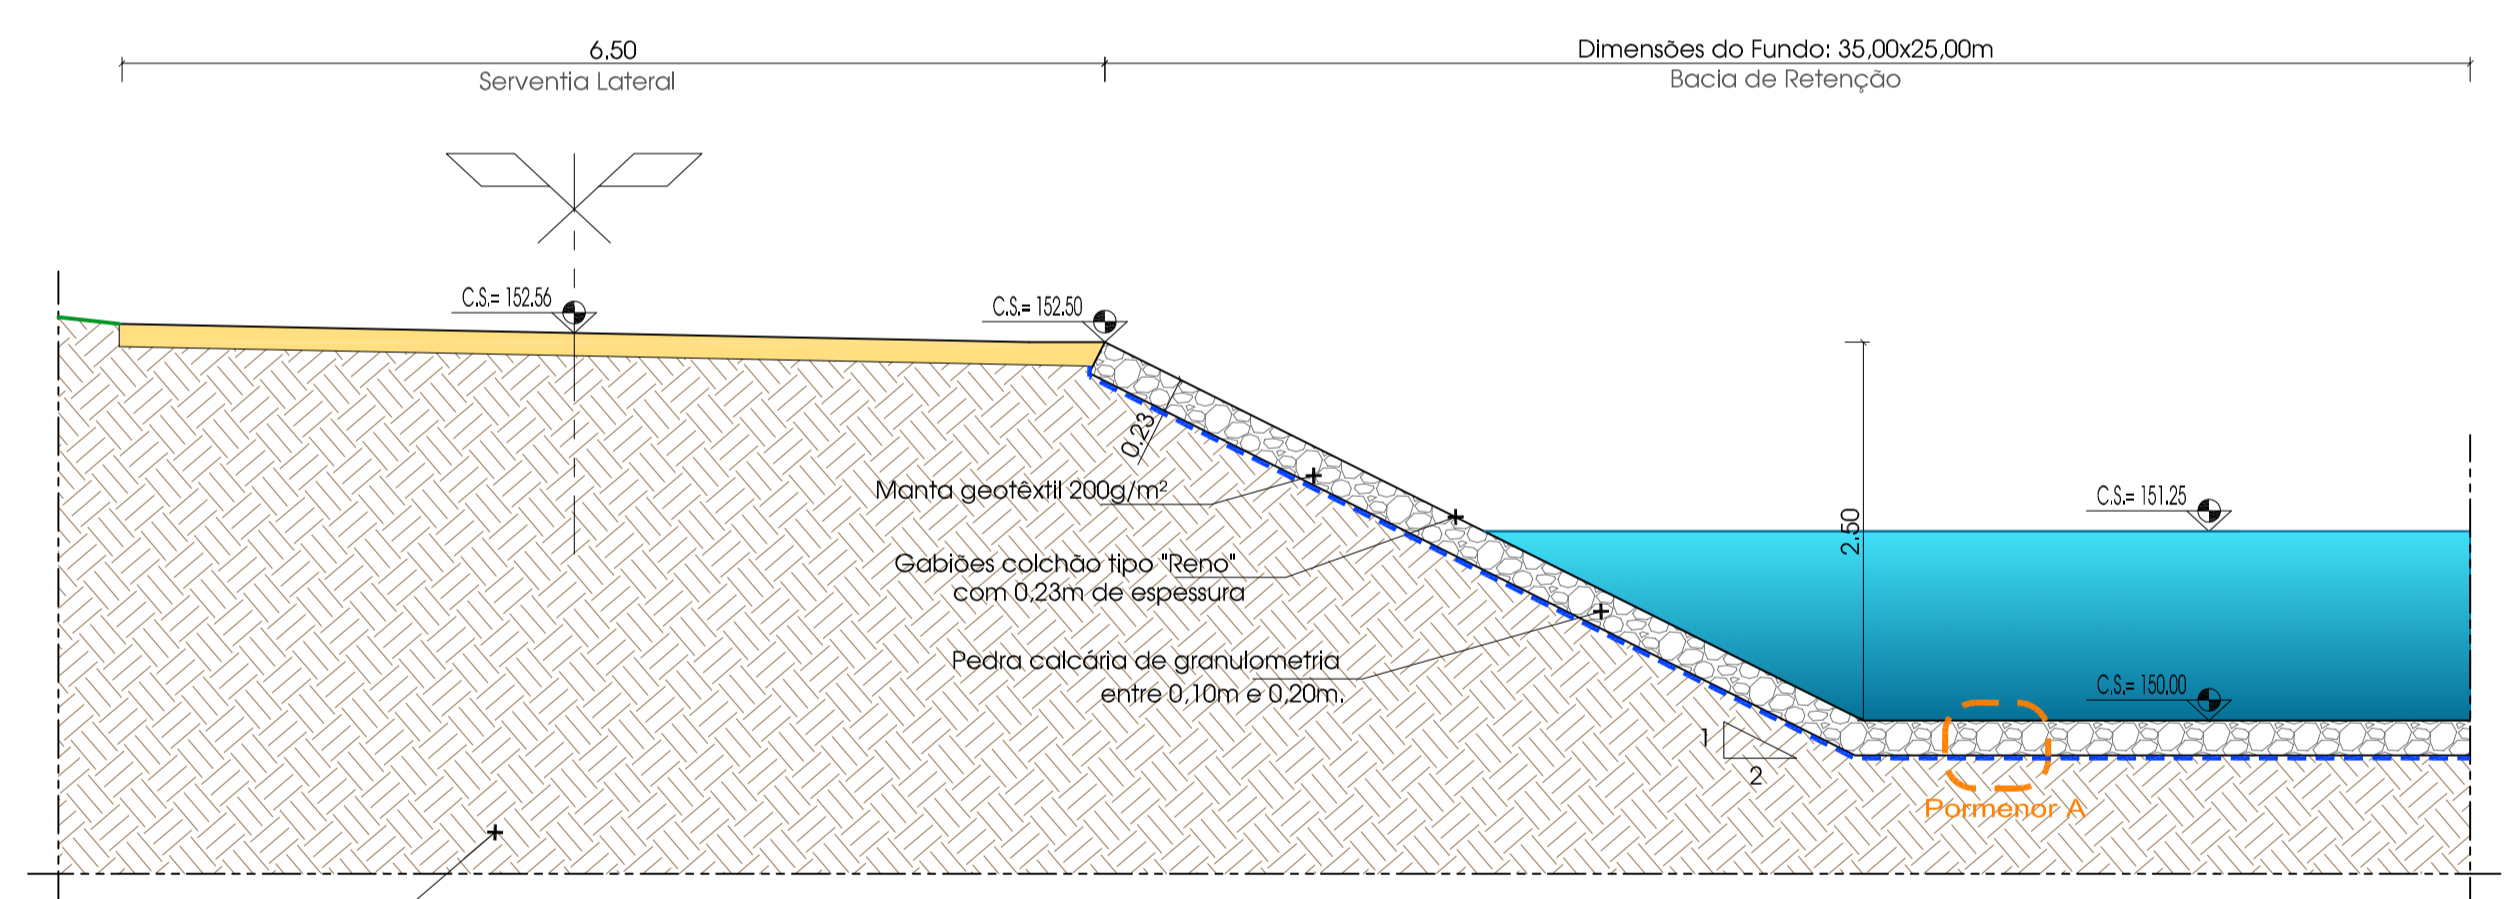 6.50
Serventia Lateral
Dimensões do Fundo: 35,00x25,00m
Bacia de Retenção
C.S.= 152.56
C.S.= 152.50
0.23
Manta geotêxtil 200g/m²
C.S.= 151.25
2.50
Gabiões colchão tipo "Reno"
com 0,23m de espessura
Pedra calcária de granulometria
entre 0,10m e 0,20m.
C.S.= 150.00
1
2
Pormenor A